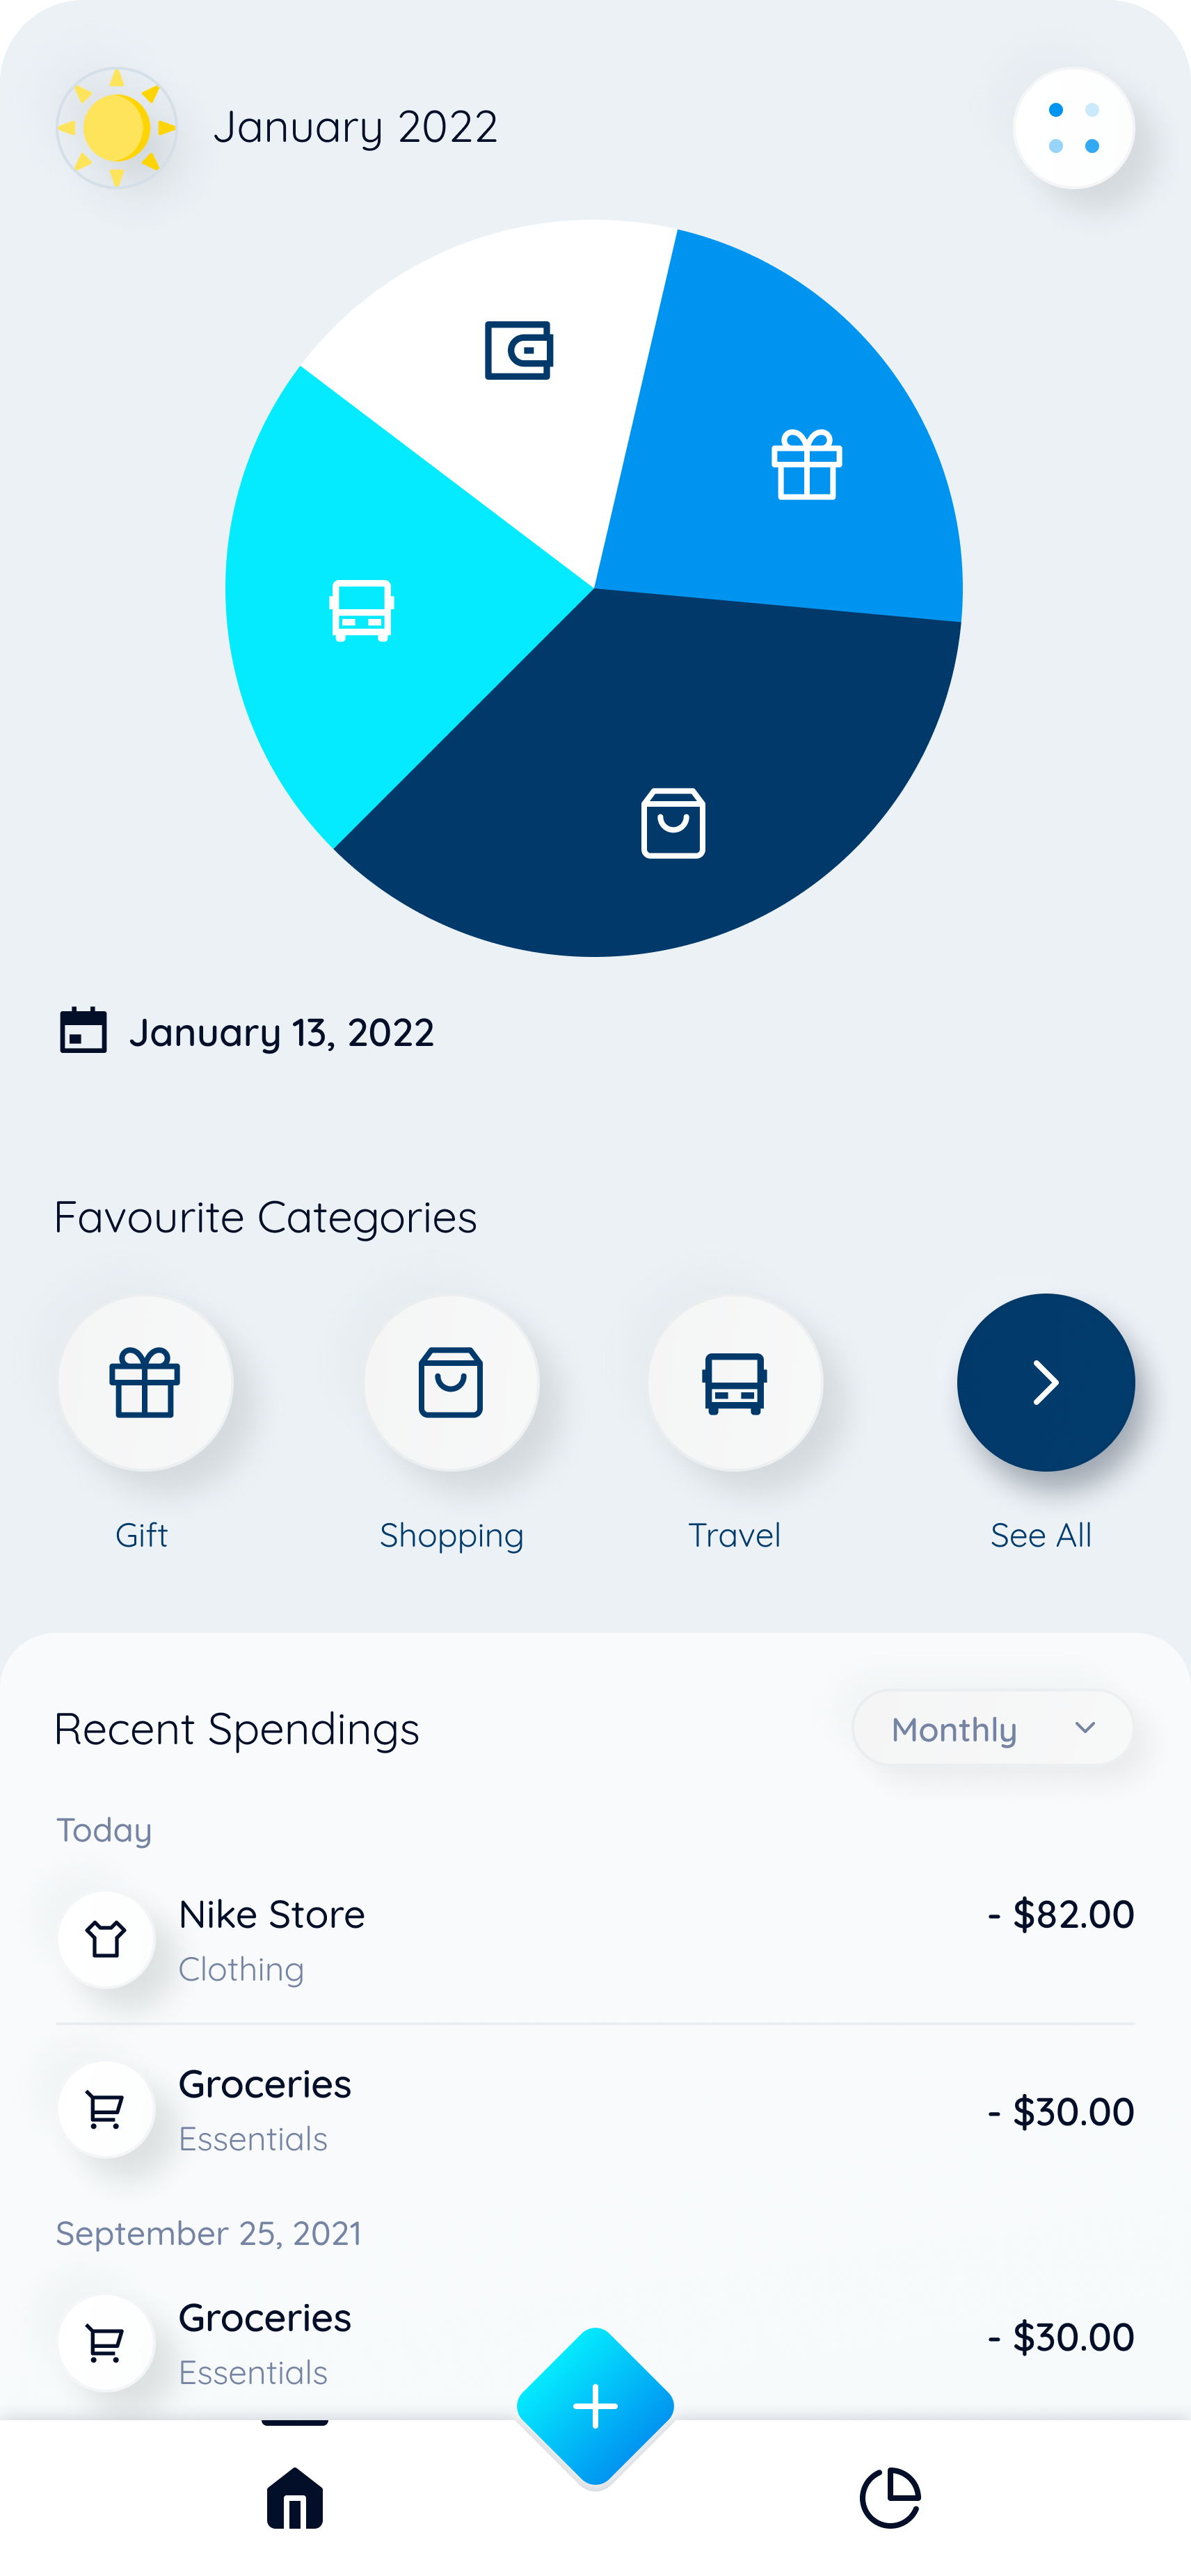 January 2022
January 13, 2022
Favourite Categories
Gift
Shopping
Travel
See All
Recent Spendings
Monthly
Today
Nike Store
- $82.00
Clothing
Groceries
- $30.00
Essentials
September 25, 2021
Groceries
- $30.00
Essentials